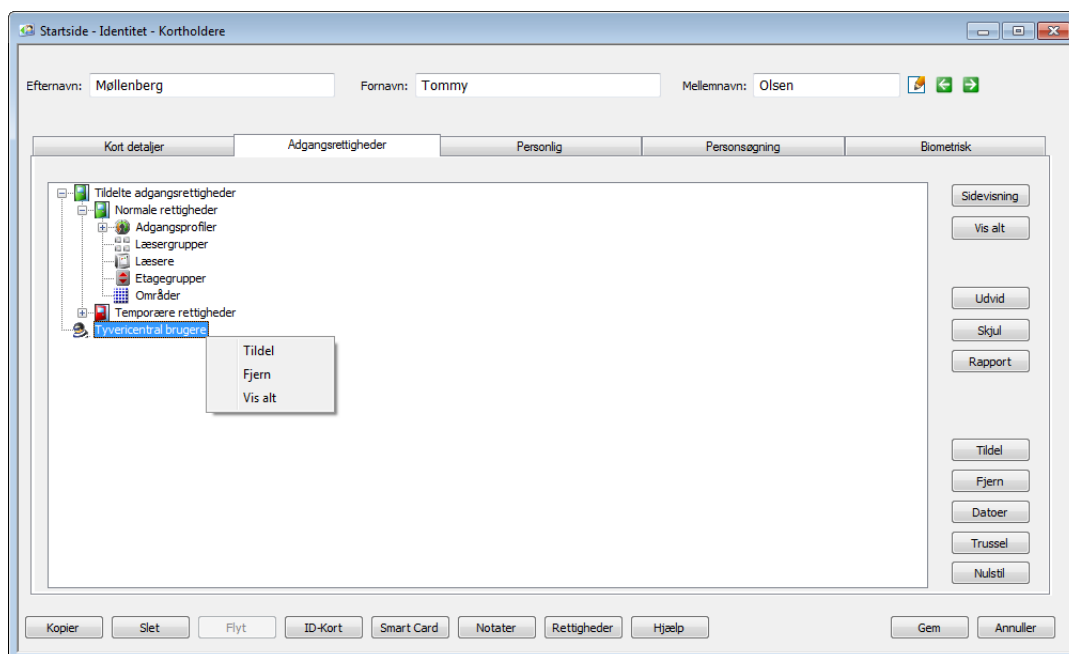 Startside - Identitet - Kortholdere
Efternavn: Møllenberg Fornavn: Tommy Mellemnavn: Olsen
Kort detaljer Adgangsrettigheder Personlig Personsøgning Biometrisk
Tildelte adgangsrettigheder
Normale rettigheder
Adgangsprofiler
Læsergrupper
Læsere
Etagegrupper
Områder
Temporære rettigheder
Tyvericentral brugere
Tildel
Fjern
Vis alt
Sidevisning
Vis alt
Udvid
Skjul
Rapport
Tildel
Fjern
Datoer
Trussel
Nulstil
Kopier Slet Flyt ID-Kort Smart Card Notater Rettigheder Hjælp Gem Annuller